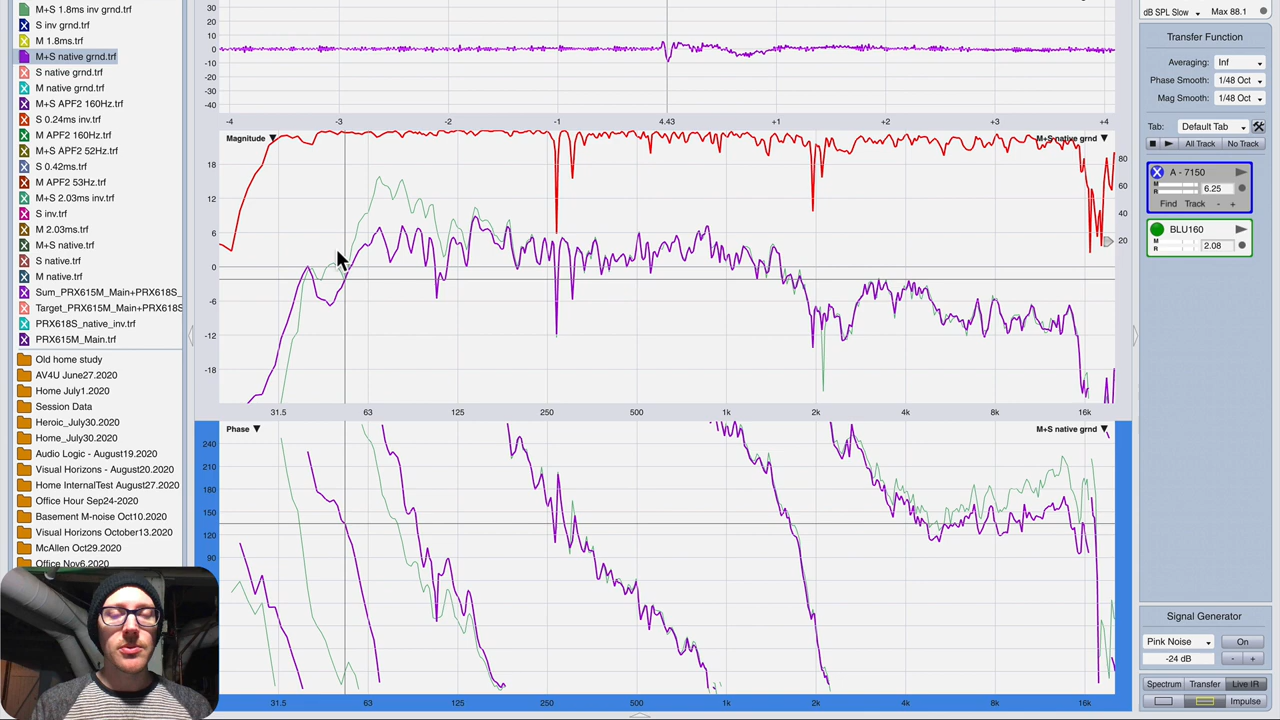 M+S 1.8ms inv grnd.trf
S inv grnd.trf
M 1.8ms.trf
M+S native grnd.trf
S native grnd.trf
M native grnd.trf
M+S APF2 160Hz.trf
S 0.24ms inv.trf
M APF2 160Hz.trf
M+S APF2 52Hz.trf
S 0.42ms.trf
M APF2 53Hz.trf
M+S 2.03ms inv.trf
S inv.trf
M 2.03ms.trf
M+S native.trf
S native.trf
M native.trf
Sum_PRX615M_Main+PRX618S_
Target_PRX615M_Main+PRX618S
PRX618S_native_inv.trf
PRX615M_Main.trf
Old home study
AV4U June27.2020
Home July1.2020
Session Data
Heroic_July30.2020
Home_July30.2020
Audio Logic - August19.2020
Visual Horizons - August20.2020
Home InternalTest August27.2020
Office Hour Sep24-2020
Basement M-noise Oct10.2020
Visual Horizons October13.2020
McAllen Oct29.2020
Office Nov6.2020
30
20
10
0
-10
-20
-30
-40
-4 -3 -2 -1 4.43 +1 +2 +3 +4
Magnitude ▼ M+S native grnd ▼
18
6
0
-6
-12
-18
80
60
40
20
31.5 63 125 250 500 1k 2k 4k 8k 16k
Phase ▼ M+S native grnd ▼
240
210
180
150
120
90
31.5 63 125 250 500 1k 2k 4k 8k 16k
dB SPL Slow Max 88.1
Transfer Function
Averaging: Inf
Phase Smooth: 1/48 Oct
Mag Smooth: 1/48 Oct
Tab: Default Tab
All Track No Track
A - 7150
M
R
6.25
Find Track - +
BLU160
M
R
2.08
Signal Generator
Pink Noise On
-24 dB - +
Spectrum Transfer Live IR
Impulse